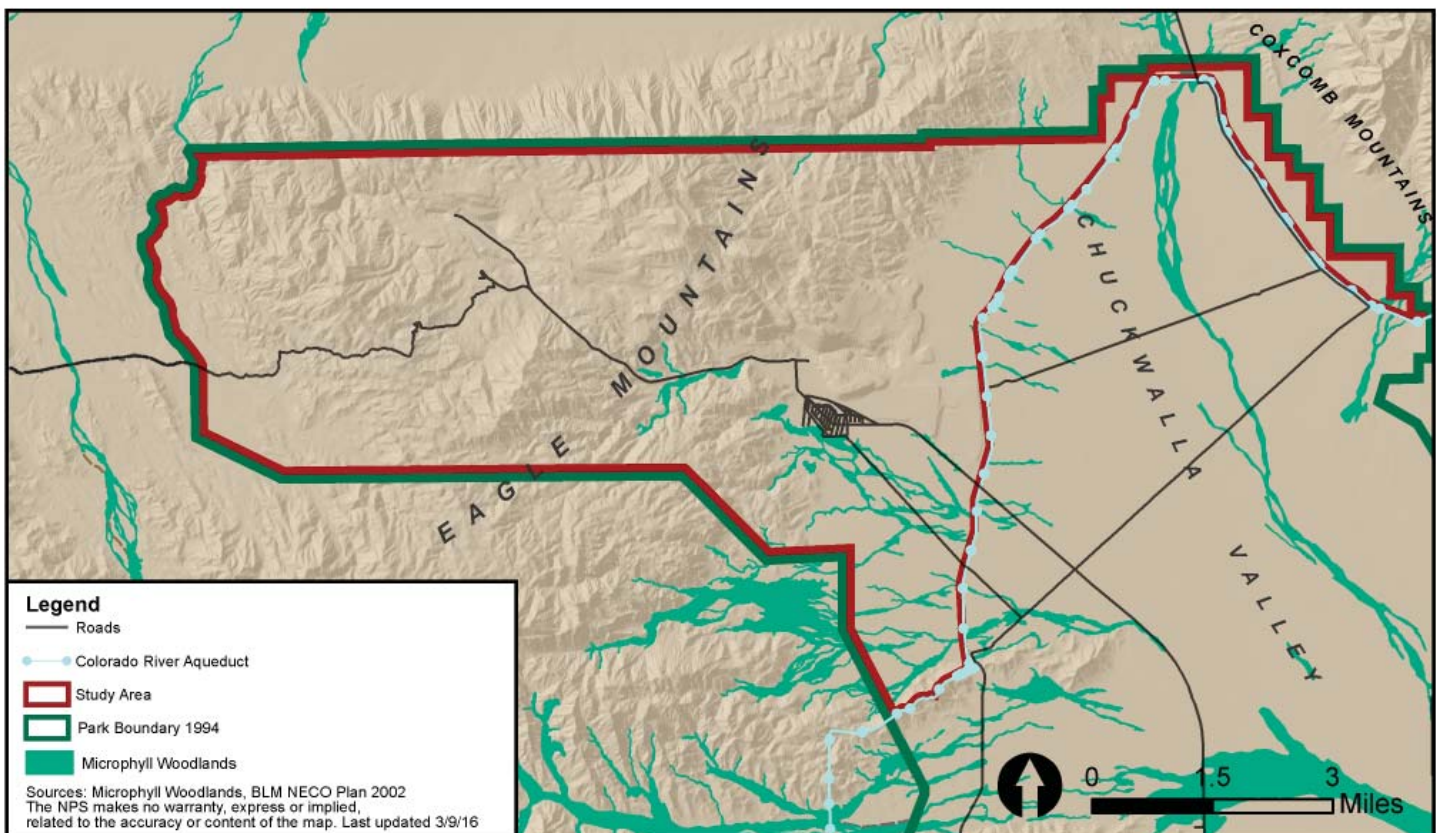 COXCOMB MOUNTAINS
EAGLE MOUNTAINS
CHUCKWALLA VALLEY
Legend
Roads
Colorado River Aqueduct
Study Area
Park Boundary 1994
Microphyll Woodlands
Sources: Microphyll Woodlands, BLM NECO Plan 2002
The NPS makes no warranty, express or implied,
related to the accuracy or content of the map. Last updated 3/9/16
0 1.5 3
Miles